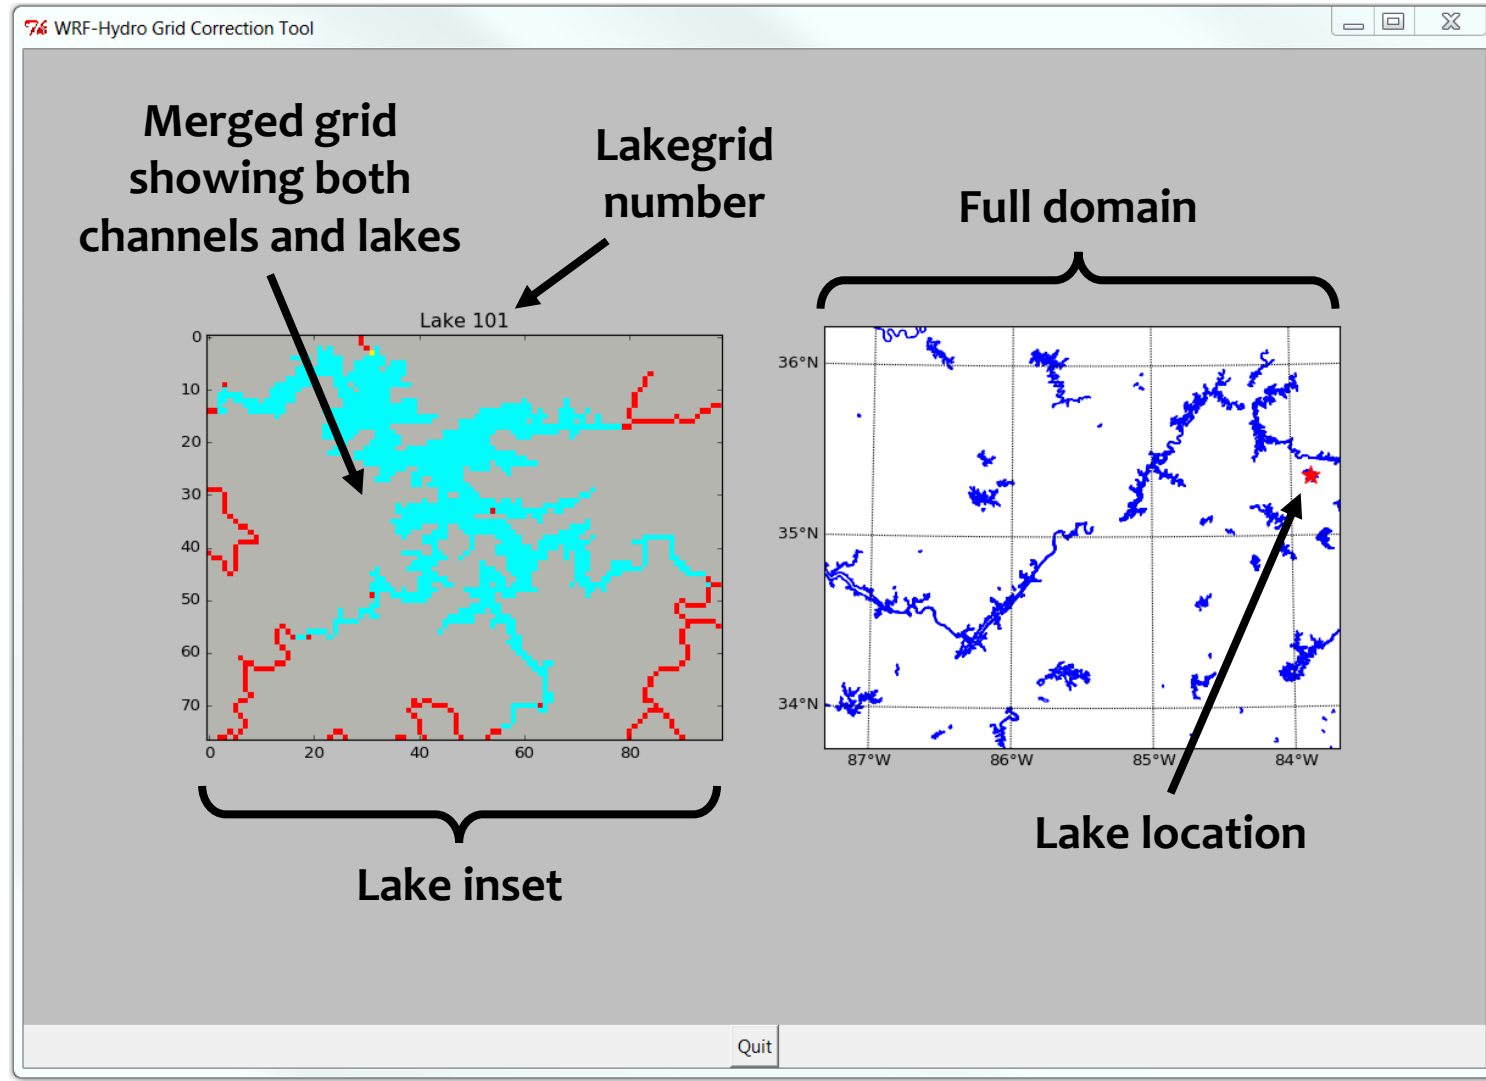 WRF-Hydro Grid Correction Tool
Merged grid
showing both
channels and lakes
Lakegrid
number
Full domain
Lake 101
0
10
20
30
40
50
60
70
0
20
40
60
80
36°N
35°N
34°N
87°W
86°W
85°W
84°W
Lake inset
Lake location
Quit